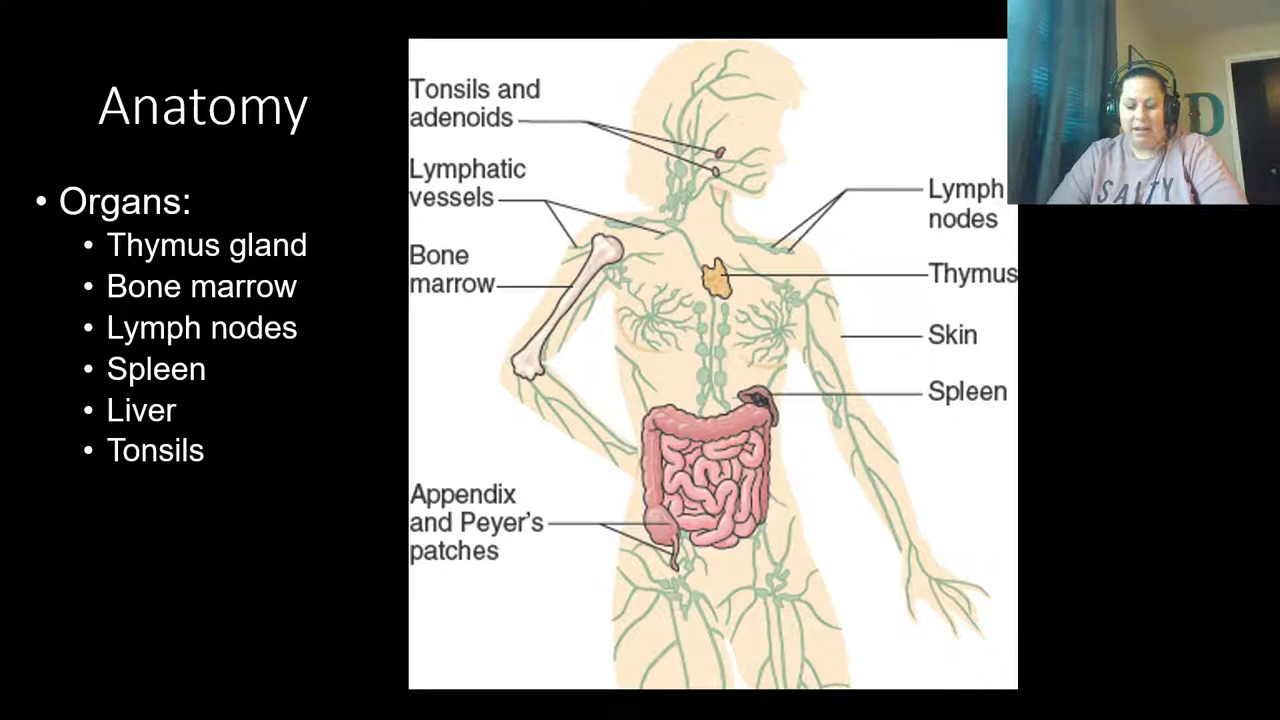 Anatomy
• Organs:
• Thymus gland
• Bone marrow
• Lymph nodes
• Spleen
• Liver
• Tonsils
Tonsils and
adenoids
Lymphatic
vessels
Bone
marrow
Appendix
and Peyer's
patches
Lymph
nodes
Thymus
Skin
Spleen
SALTY
D